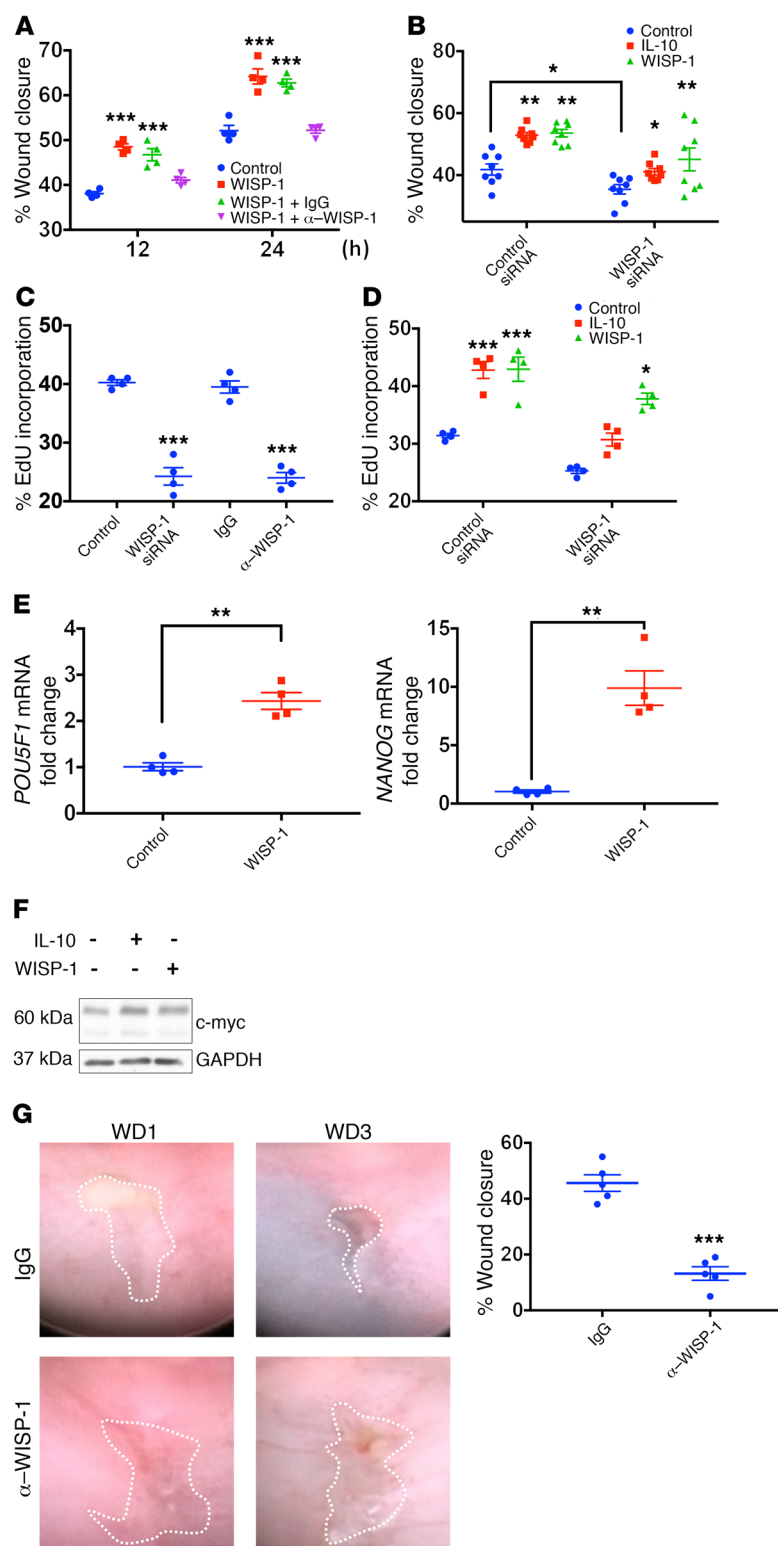 A
% Wound closure
70
60
50
40
30
***
***
***
***
Control
WISP-1
WISP-1 + IgG
WISP-1 + α–WISP-1
12
24
(h)
B
% Wound closure
80
60
40
Control
IL-10
WISP-1
*
**
**
*
**
Control
siRNA
WISP-1
siRNA
C
% EdU incorporation
50
40
30
20
***
***
Control
WISP-1
siRNA
IgG
α–WISP-1
D
% EdU incorporation
50
40
30
20
Control
IL-10
WISP-1
***
***
*
Control
siRNA
WISP-1
siRNA
E
POU5F1 mRNA
fold change
4
3
2
1
0
**
Control
WISP-1
NANOG mRNA
fold change
15
10
5
0
**
Control
WISP-1
F
IL-10 - + -
WISP-1 - - +
60 kDa
c-myc
37 kDa
GAPDH
G
WD1
WD3
IgG
α–WISP-1
% Wound closure
60
40
20
0
***
IgG
α–WISP-1